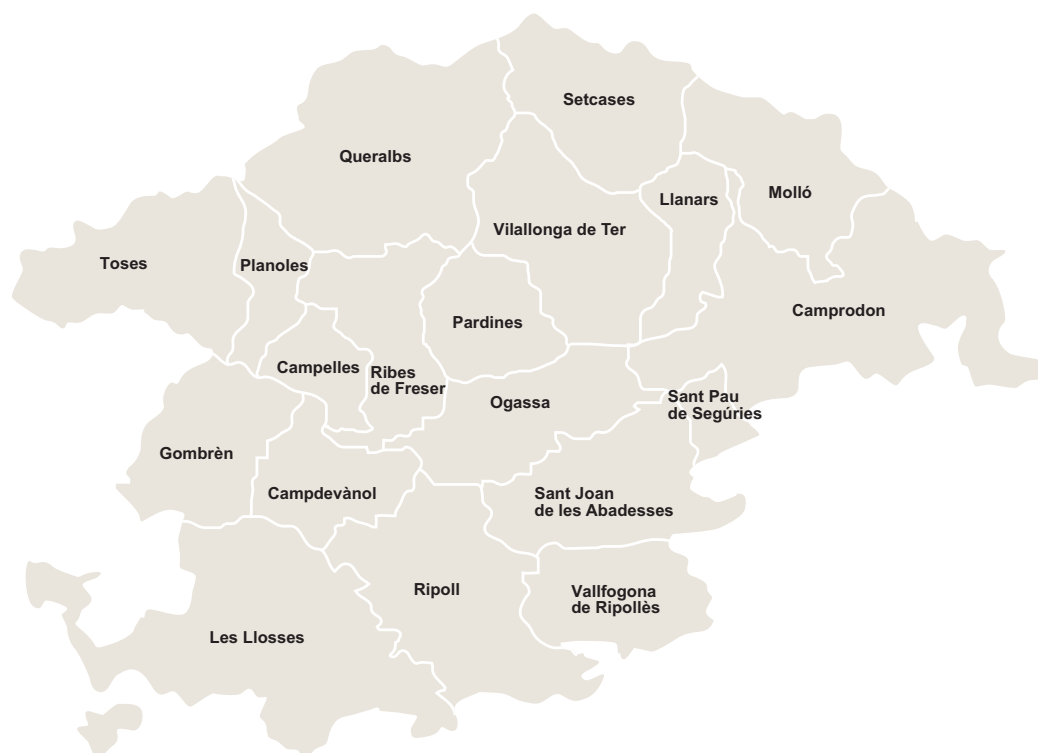 Setcases
Queralbs
Molló
Llanars
Vilallonga de Ter
Toses
Planoles
Camprodon
Pardines
Campelles
Ribes
de Freser
Ogassa
Sant Pau
de Segúries
Gombrèn
Campdevànol
Sant Joan
de les Abadesses
Ripoll
Vallfogona
de Ripollès
Les Llosses